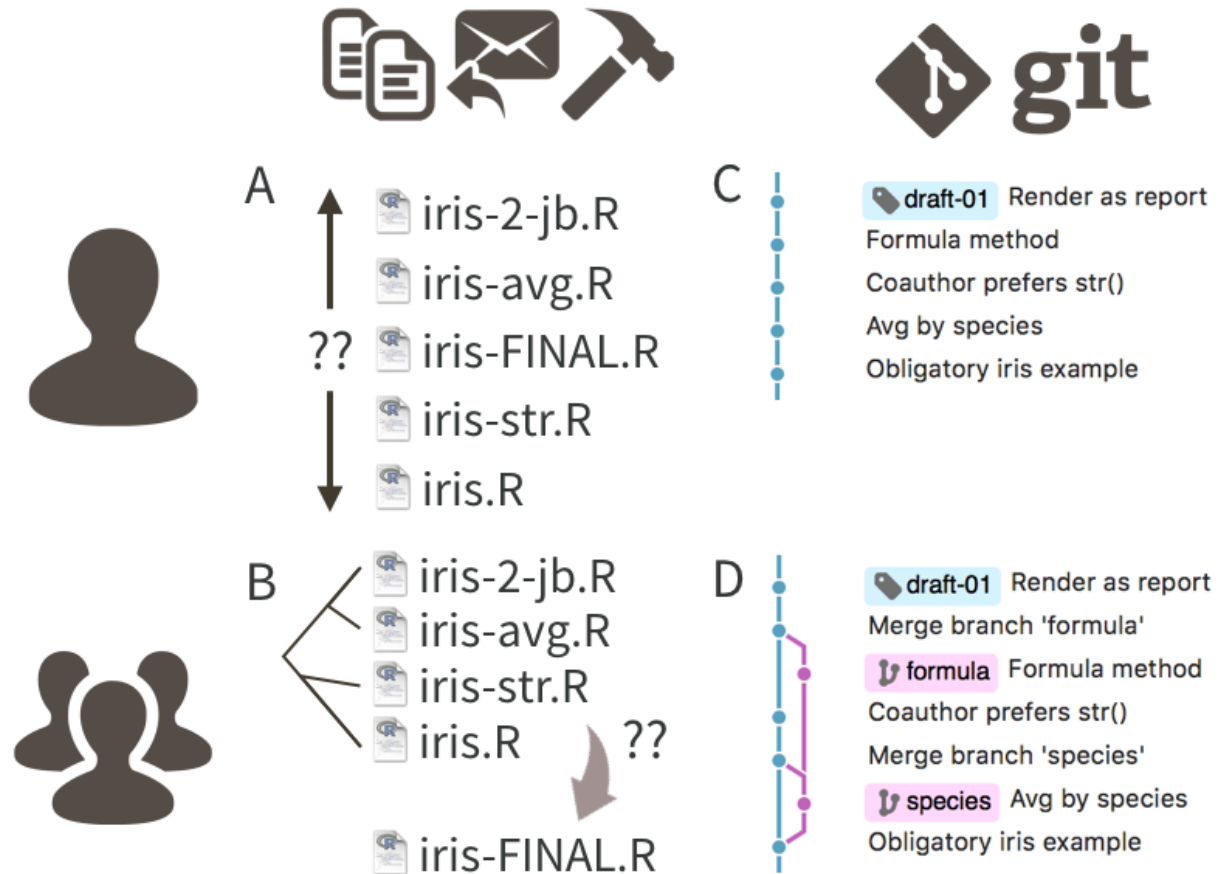 git
A
iris-2-jb.R
iris-avg.R
??
iris-FINAL.R
iris-str.R
iris.R
C
draft-01 Render as report
Formula method
Coauthor prefers str()
Avg by species
Obligatory iris example
B
iris-2-jb.R
iris-avg.R
iris-str.R
iris.R
??
iris-FINAL.R
D
draft-01 Render as report
Merge branch 'formula'
formula Formula method
Coauthor prefers str()
Merge branch 'species'
species Avg by species
Obligatory iris example